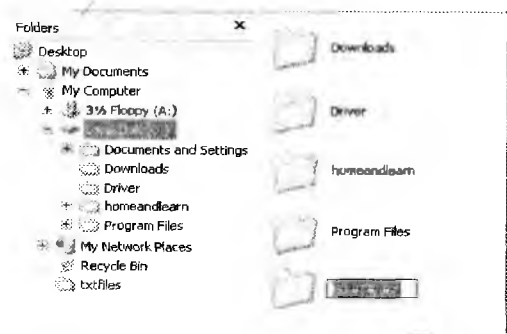 Folders ×
Desktop
My Documents
My Computer
3½ Floppy (A:)
Documents and Settings
Downloads
Driver
homeandlearn
Program Files
My Network Places
Recycle Bin
txtfiles
Downloads
Driver
homeandlearn
Program Files